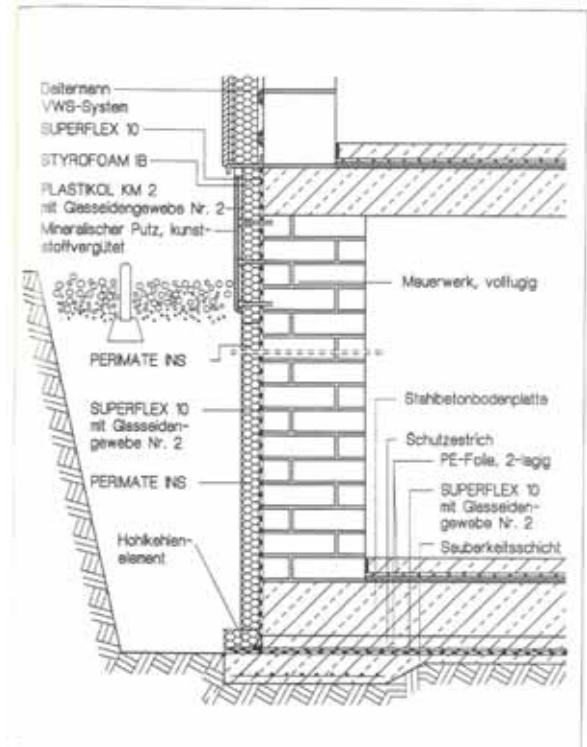 Deitermann
VWS-System
SUPERFLEX 10
STYROFOAM IB
PLASTIKOL KM 2
mit Glasseidengewebe Nr. 2
Mineralischer Putz, kunst-
stoffvergütet
PERIMATE INS
SUPERFLEX 10
mit Glasseiden-
gewebe Nr. 2
PERIMATE INS
Hohlkehlen-
element
Mauerwerk, vollfugig
Stahlbetonbodenplatte
Schutzestrich
PE-Folie, 2-lagig
SUPERFLEX 10
mit Glasseiden-
gewebe Nr. 2
Sauberkeitsschicht